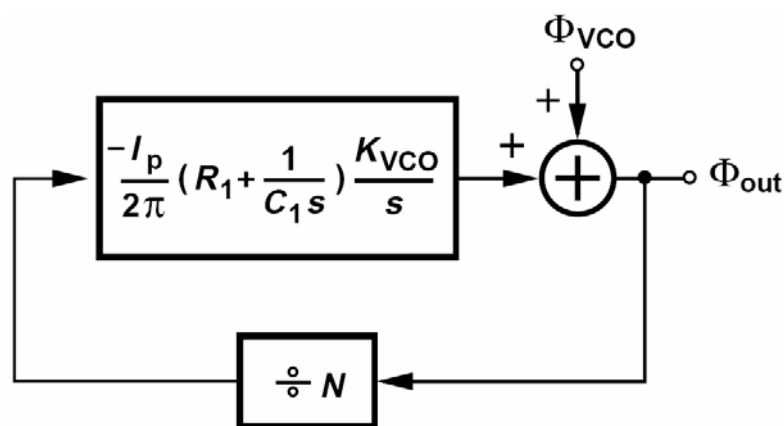 Φ_VCO
+
−I_p/2π (R_1 + 1/(C_1 s)) K_VCO/s
+
+
Φ_out
÷ N